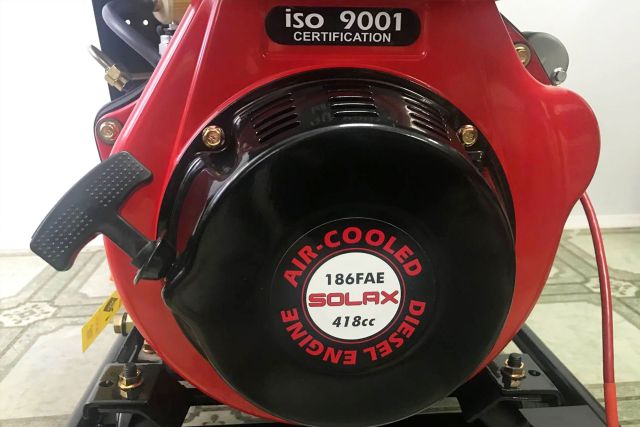 iso 9001
CERTIFICATION
AIR-COOLED
186FAE
SOLAX
418cc
DIESEL ENGINE